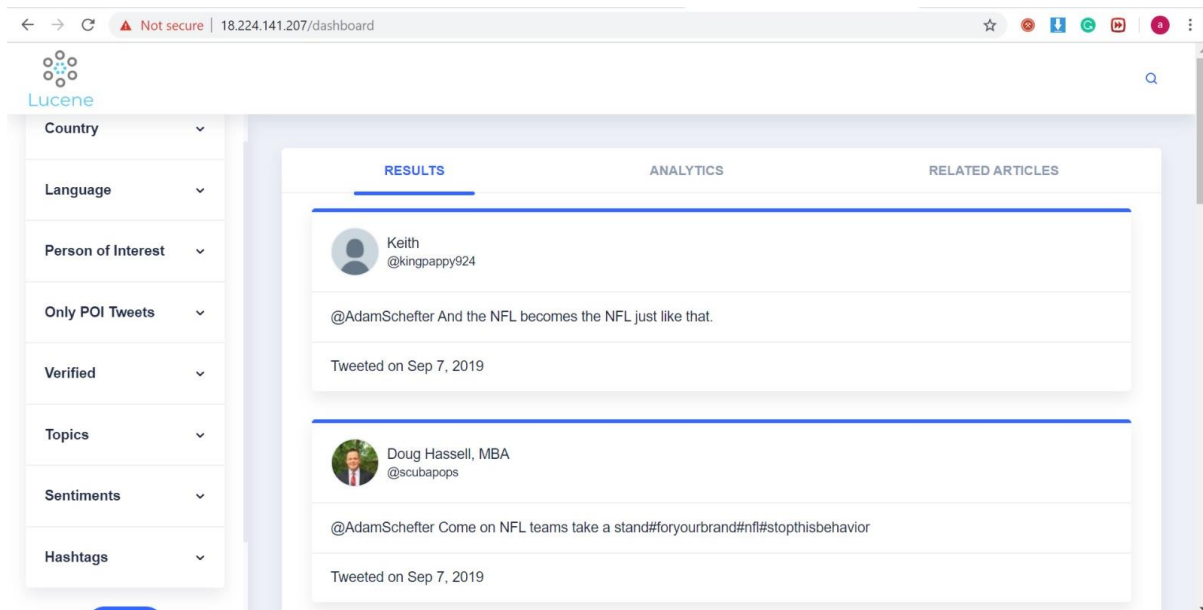 Not secure | 18.224.141.207/dashboard
a
Lucene
Country
Language
Person of Interest
Only POI Tweets
Verified
Topics
Sentiments
Hashtags
RESULTS ANALYTICS RELATED ARTICLES
Keith
@kingpappy924
@AdamSchefter And the NFL becomes the NFL just like that.
Tweeted on Sep 7, 2019
Doug Hassell, MBA
@scubapops
@AdamSchefter Come on NFL teams take a stand#foryourbrand#nfl#stopthisbehavior
Tweeted on Sep 7, 2019